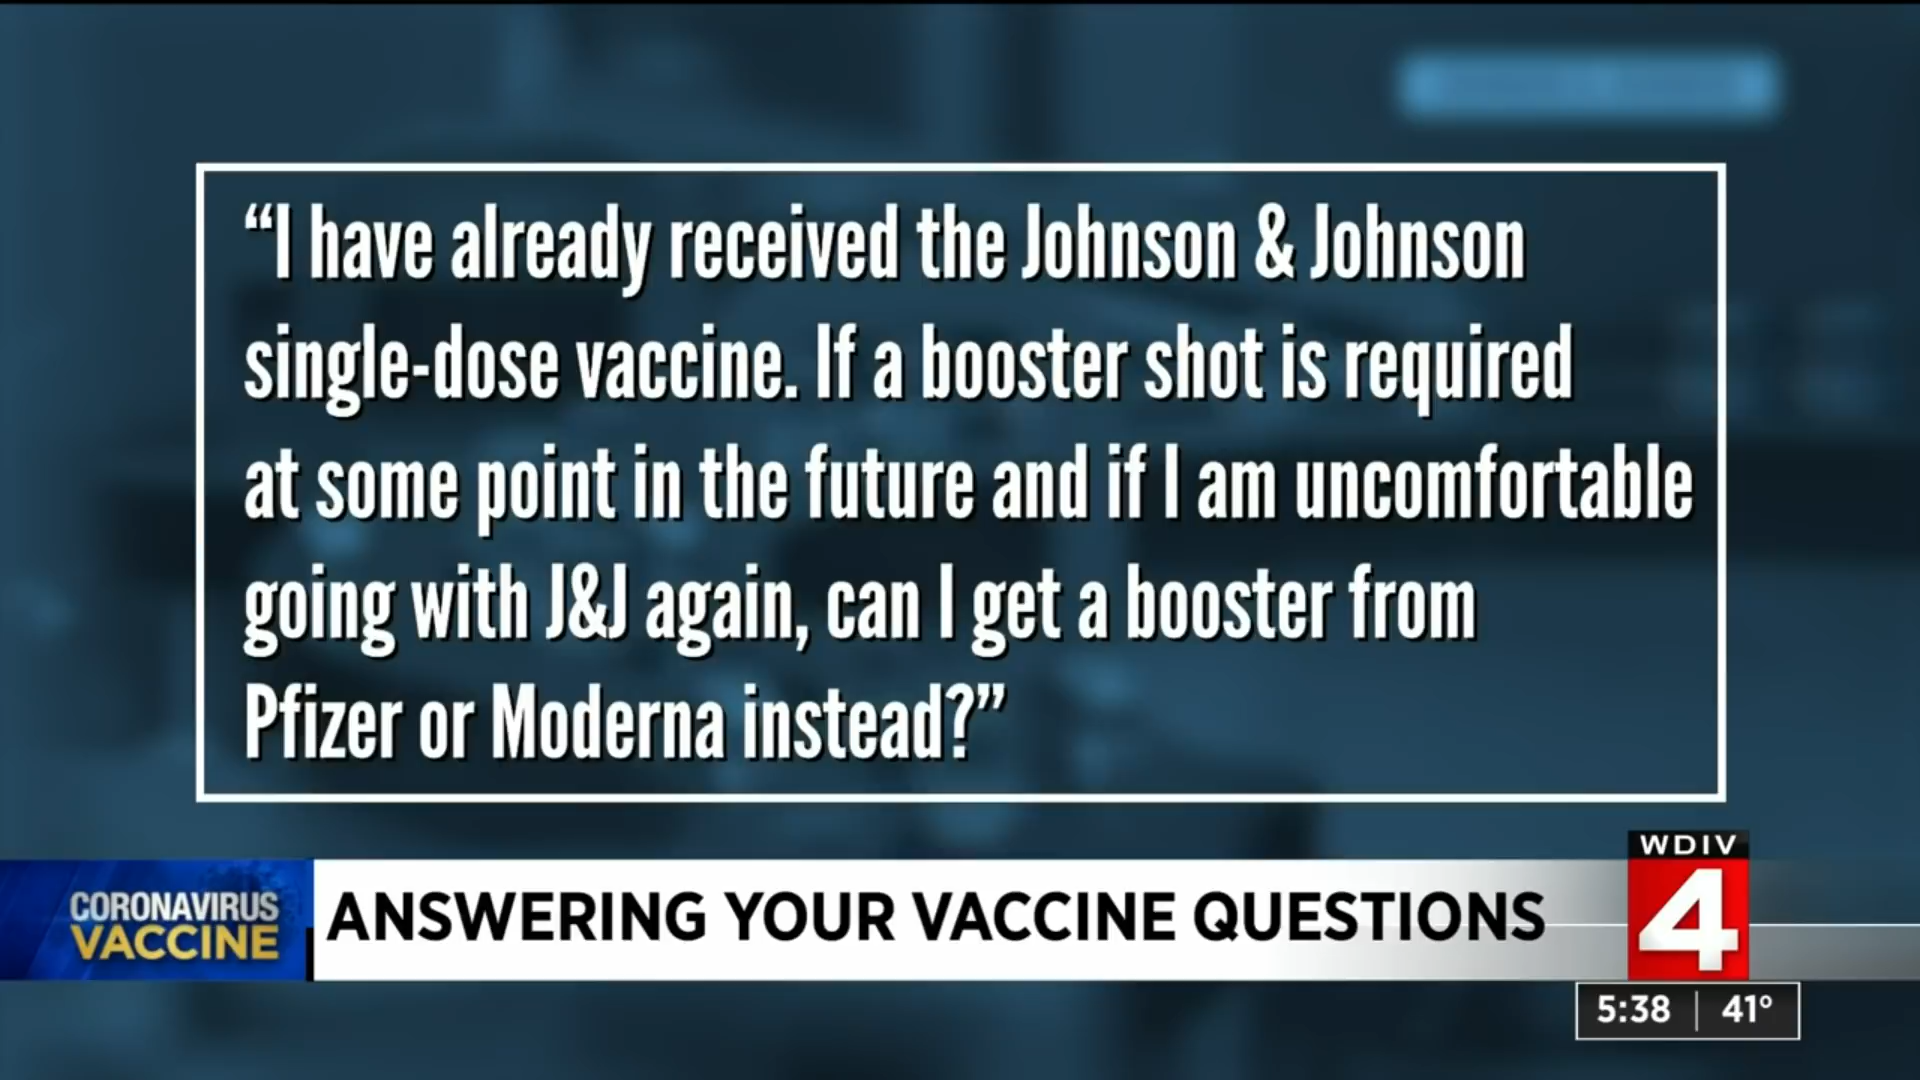 “I have already received the Johnson & Johnson
single-dose vaccine. If a booster shot is required
at some point in the future and if I am uncomfortable
going with J&J again, can I get a booster from
Pfizer or Moderna instead?”
CORONAVIRUS
VACCINE
ANSWERING YOUR VACCINE QUESTIONS
WDIV
4
5:38 | 41°